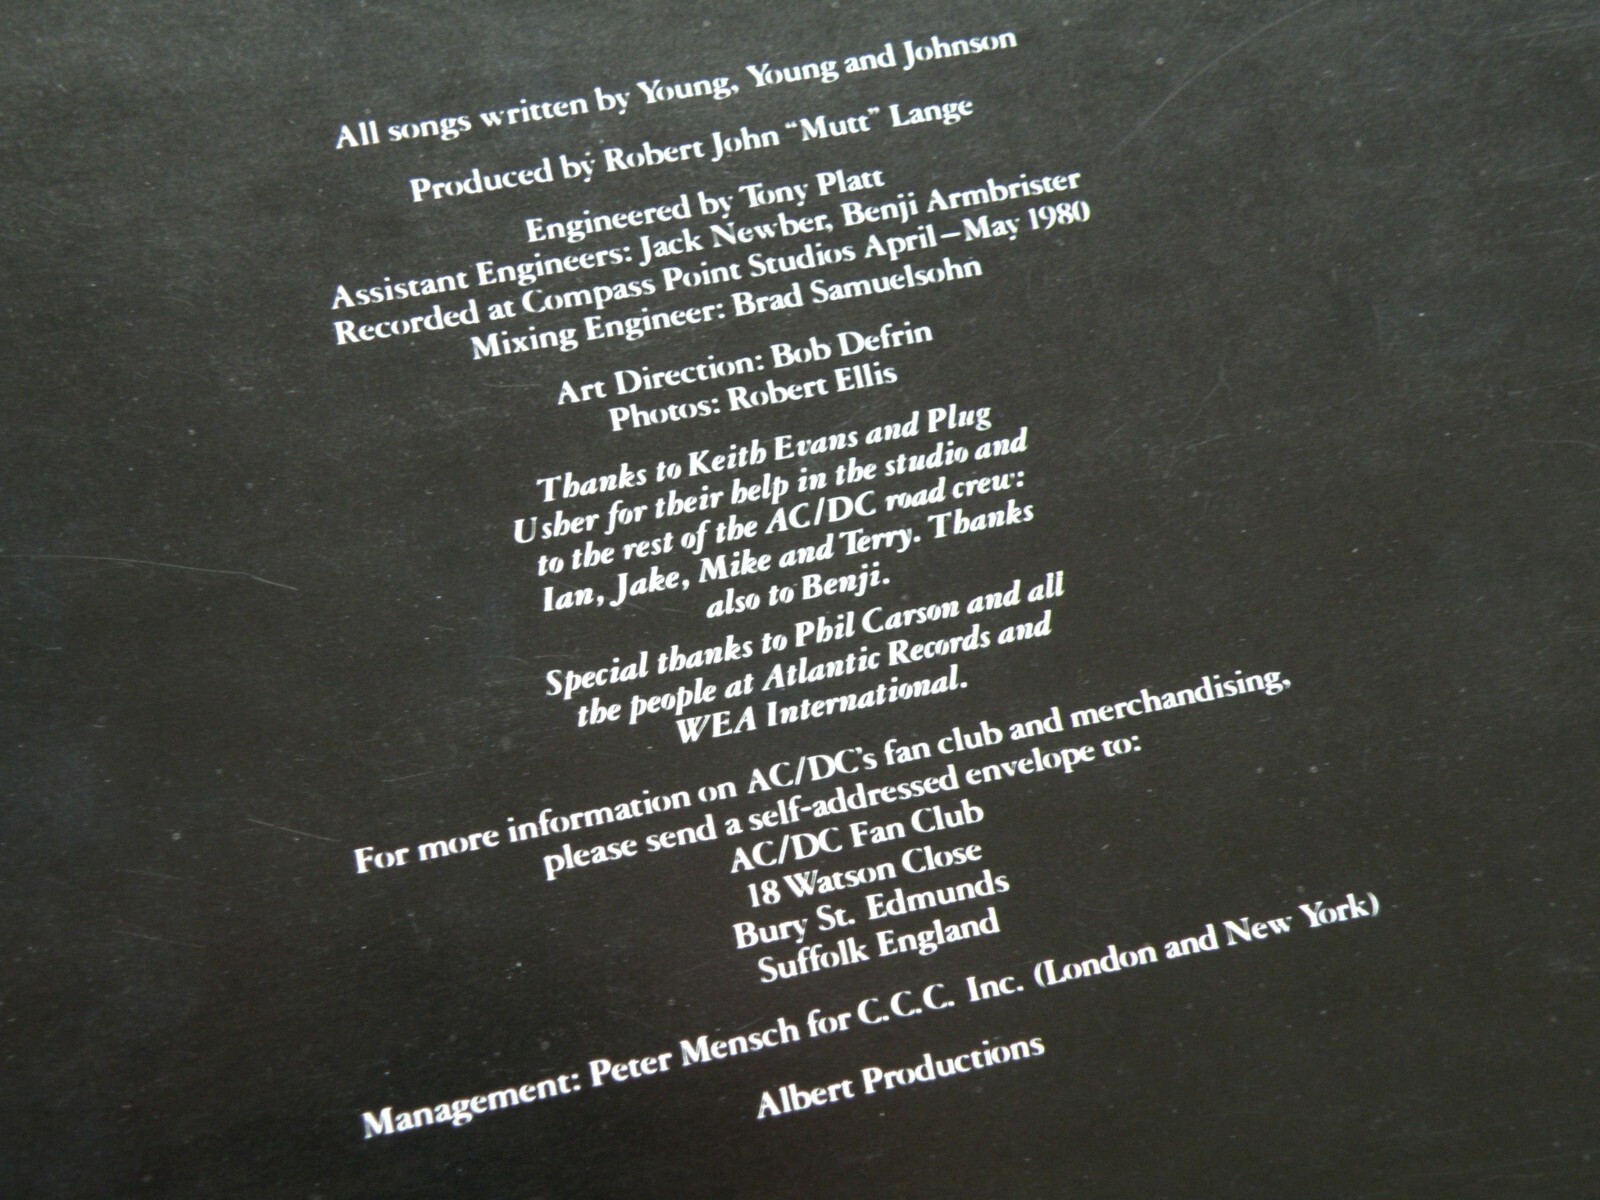 All songs written by Young, Young and Johnson
Produced by Robert John “Mutt” Lange
Engineered by Tony Platt
Assistant Engineers: Jack Newber, Benji Armbrister
Recorded at Compass Point Studios April–May 1980
Mixing Engineer: Brad Samuelsohn
Art Direction: Bob Defrin
Photos: Robert Ellis
Thanks to Keith Evans and Plug
Usher for their help in the studio and
to the rest of the AC/DC road crew:
Ian, Jake, Mike and Terry. Thanks
also to Benji.
Special thanks to Phil Carson and all
the people at Atlantic Records and
WEA International.
For more information on AC/DC's fan club and merchandising,
please send a self-addressed envelope to:
AC/DC Fan Club
18 Watson Close
Bury St. Edmunds
Suffolk England
Management: Peter Mensch for C.C.C. Inc. (London and New York)
Albert Productions